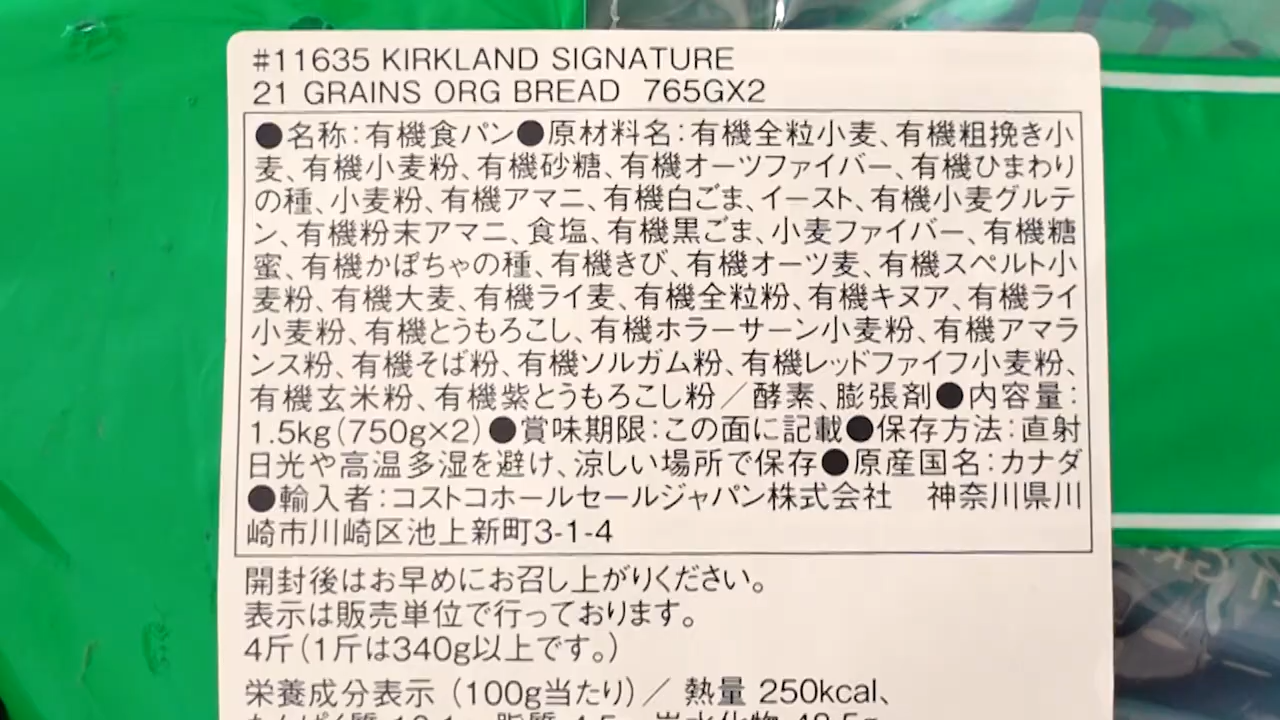 #11635 KIRKLAND SIGNATURE
21 GRAINS ORG BREAD 765GX2
●名称:有機食パン●原材料名:有機全粒小麦、有機粗挽き小
麦、有機小麦粉、有機砂糖、有機オーツファイバー、有機ひまわり
の種、小麦粉、有機アマニ、有機白ごま、イースト、有機小麦グルテ
ン、有機粉末アマニ、食塩、有機黒ごま、小麦ファイバー、有機糖
蜜、有機かぼちゃの種、有機きび、有機オーツ麦、有機スペルト小
麦粉、有機大麦、有機ライ麦、有機全粒粉、有機キヌア、有機ライ
小麦粉、有機とうもろこし、有機ホラーサーン小麦粉、有機アマラ
ンス粉、有機そば粉、有機ソルガム粉、有機レッドファイフ小麦粉、
有機玄米粉、有機紫とうもろこし粉／酵素、膨張剤●内容量:
1.5kg(750g×2)●賞味期限:この面に記載●保存方法:直射
日光や高温多湿を避け、涼しい場所で保存●原産国名:カナダ
●輸入者:コストコホールセールジャパン株式会社　神奈川県川
崎市川崎区池上新町3-1-4
開封後はお早めにお召し上がりください。
表示は販売単位で行っております。
4斤(1斤は340g以上です。)
栄養成分表示 (100g当たり)／ 熱量 250kcal、